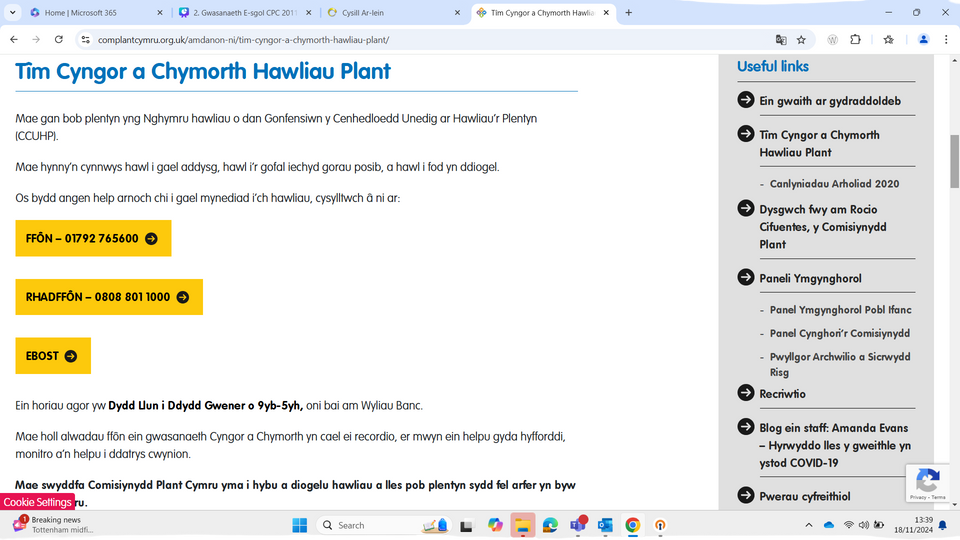 Home | Microsoft 365
2. Gwasanaeth E-sgol CPC 2011
Cysill Ar-lein
Tîm Cyngor a Chymorth Hawliau
complantcymru.org.uk/amdanon-ni/tim-cyngor-a-chymorth-hawliau-plant/
Tîm Cyngor a Chymorth Hawliau Plant
Mae gan bob plentyn yng Nghymru hawliau o dan Gonfensiwn y Cenhedloedd Unedig ar Hawliau'r Plentyn
(CCUHP).
Mae hynny'n cynnwys hawl i gael addysg, hawl i'r gofal iechyd gorau posib, a hawl i fod yn ddiogel.
Os bydd angen help arnoch chi i gael mynediad i'ch hawliau, cysylltwch â ni ar:
FFÔN – 01792 765600
RHADFFÔN – 0808 801 1000
EBOST
Ein horiau agor yw Dydd Llun i Ddydd Gwener o 9yb-5yh, oni bai am Wyliau Banc.
Mae holl alwadau ffôn ein gwasanaeth Cyngor a Chymorth yn cael ei recordio, er mwyn ein helpu gyda hyfforddi,
monitro a'n helpu i ddatrys cwynion.
Mae swyddfa Comisiynydd Plant Cymru yma i hybu a diogelu hawliau a lles pob plentyn sydd fel arfer yn byw
ru.
Cookie Settings
Useful links
Ein gwaith ar gydraddoldeb
Tîm Cyngor a Chymorth
Hawliau Plant
- Canlyniadau Arholiad 2020
Dysgwch fwy am Rocio
Cifuentes, y Comisiynydd
Plant
Paneli Ymgynghorol
- Panel Ymgynghorol Pobl Ifanc
- Panel Cynghori'r Comisiynydd
- Pwyllgor Archwilio a Sicrwydd
Risg
Recriwtio
Blog ein staff: Amanda Evans
– Hyrwyddo lles y gweithle yn
ystod COVID-19
Pwerau cyfreithiol
Privacy - Terms
1
Breaking news
Tottenham midfi...
Search
13:39
18/11/2024